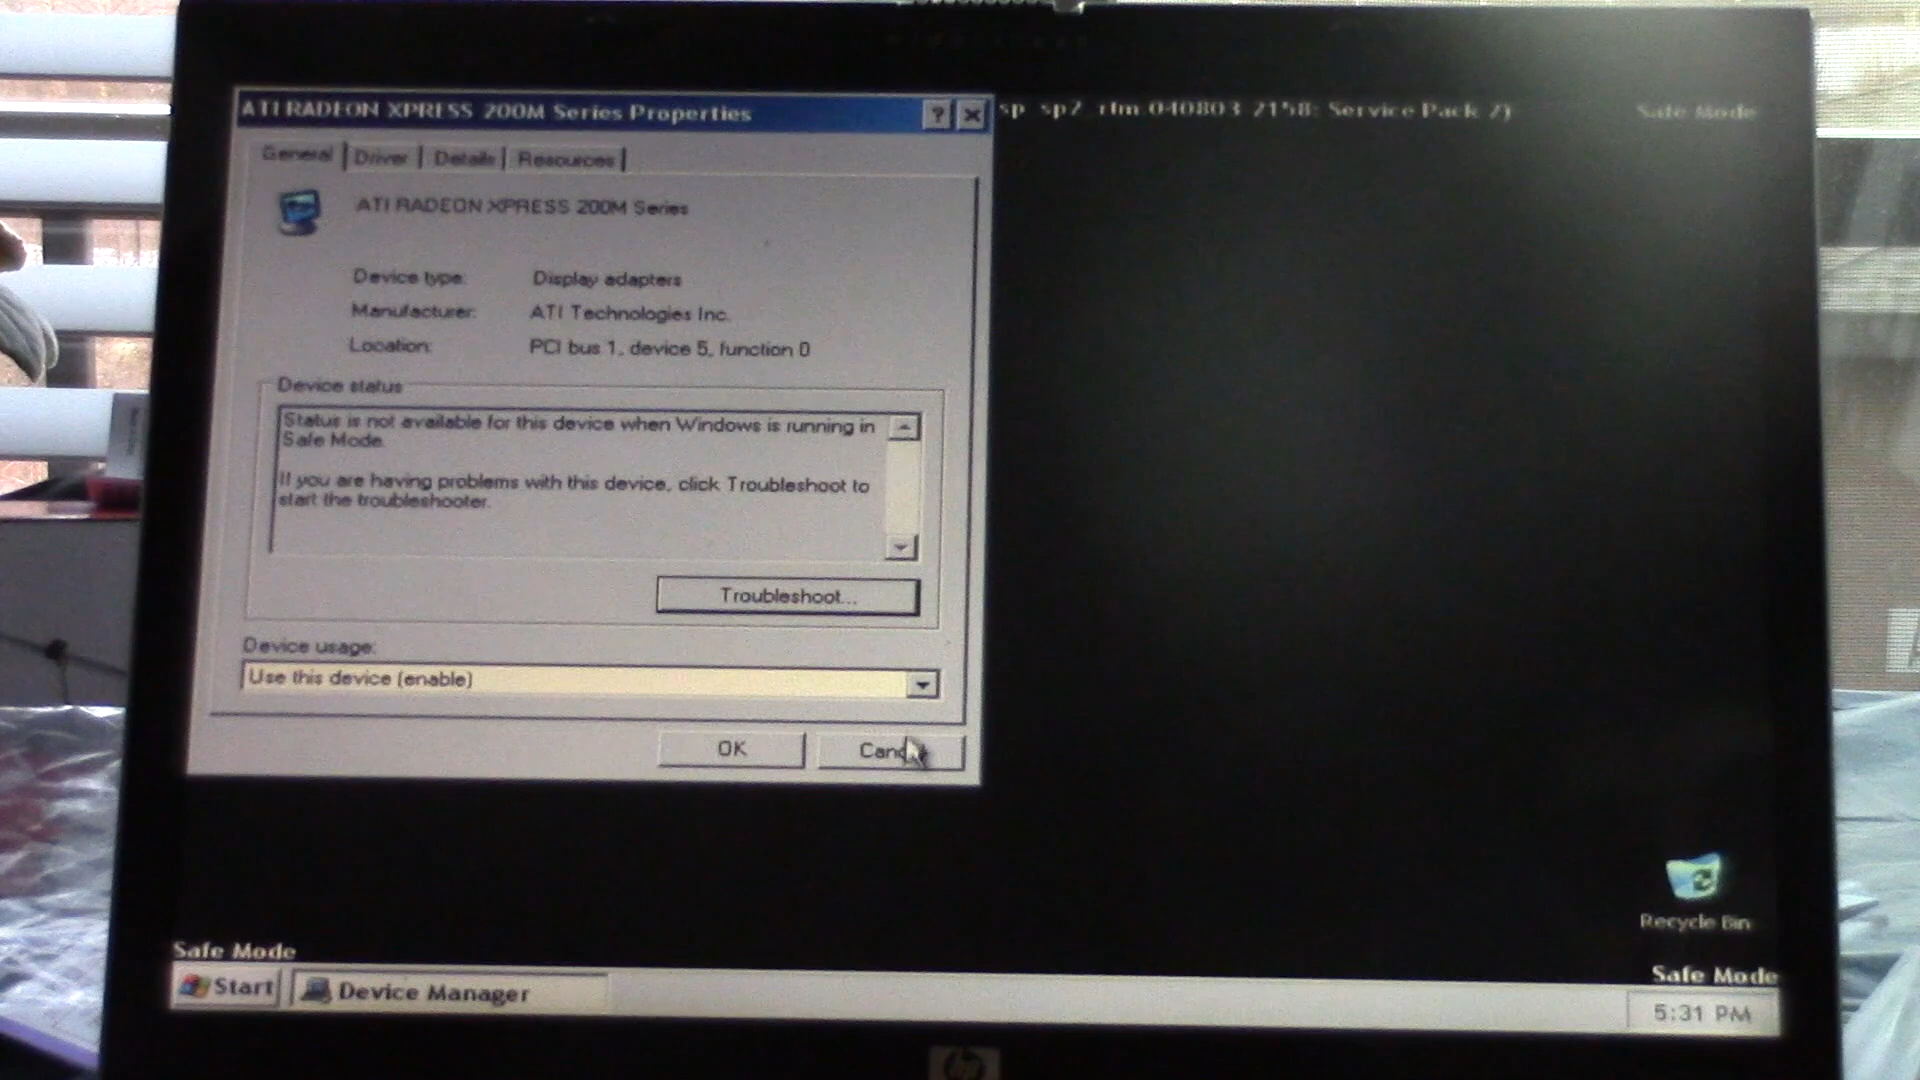 ATI RADEON XPRESS 200M Series Properties
sp_sp2_rtm.040803-2158: Service Pack 2)
Safe Mode
General Driver Details Resources
ATI RADEON XPRESS 200M Series
Device type: Display adapters
Manufacturer: ATI Technologies Inc.
Location: PCI bus 1, device 5, function 0
Device status
Status is not available for this device when Windows is running in
Safe Mode.
If you are having problems with this device, click Troubleshoot to
start the troubleshooter.
Troubleshoot...
Device usage:
Use this device (enable)
OK
Recycle Bin
Safe Mode
Safe Mode
Start
Device Manager
5:31 PM
hp